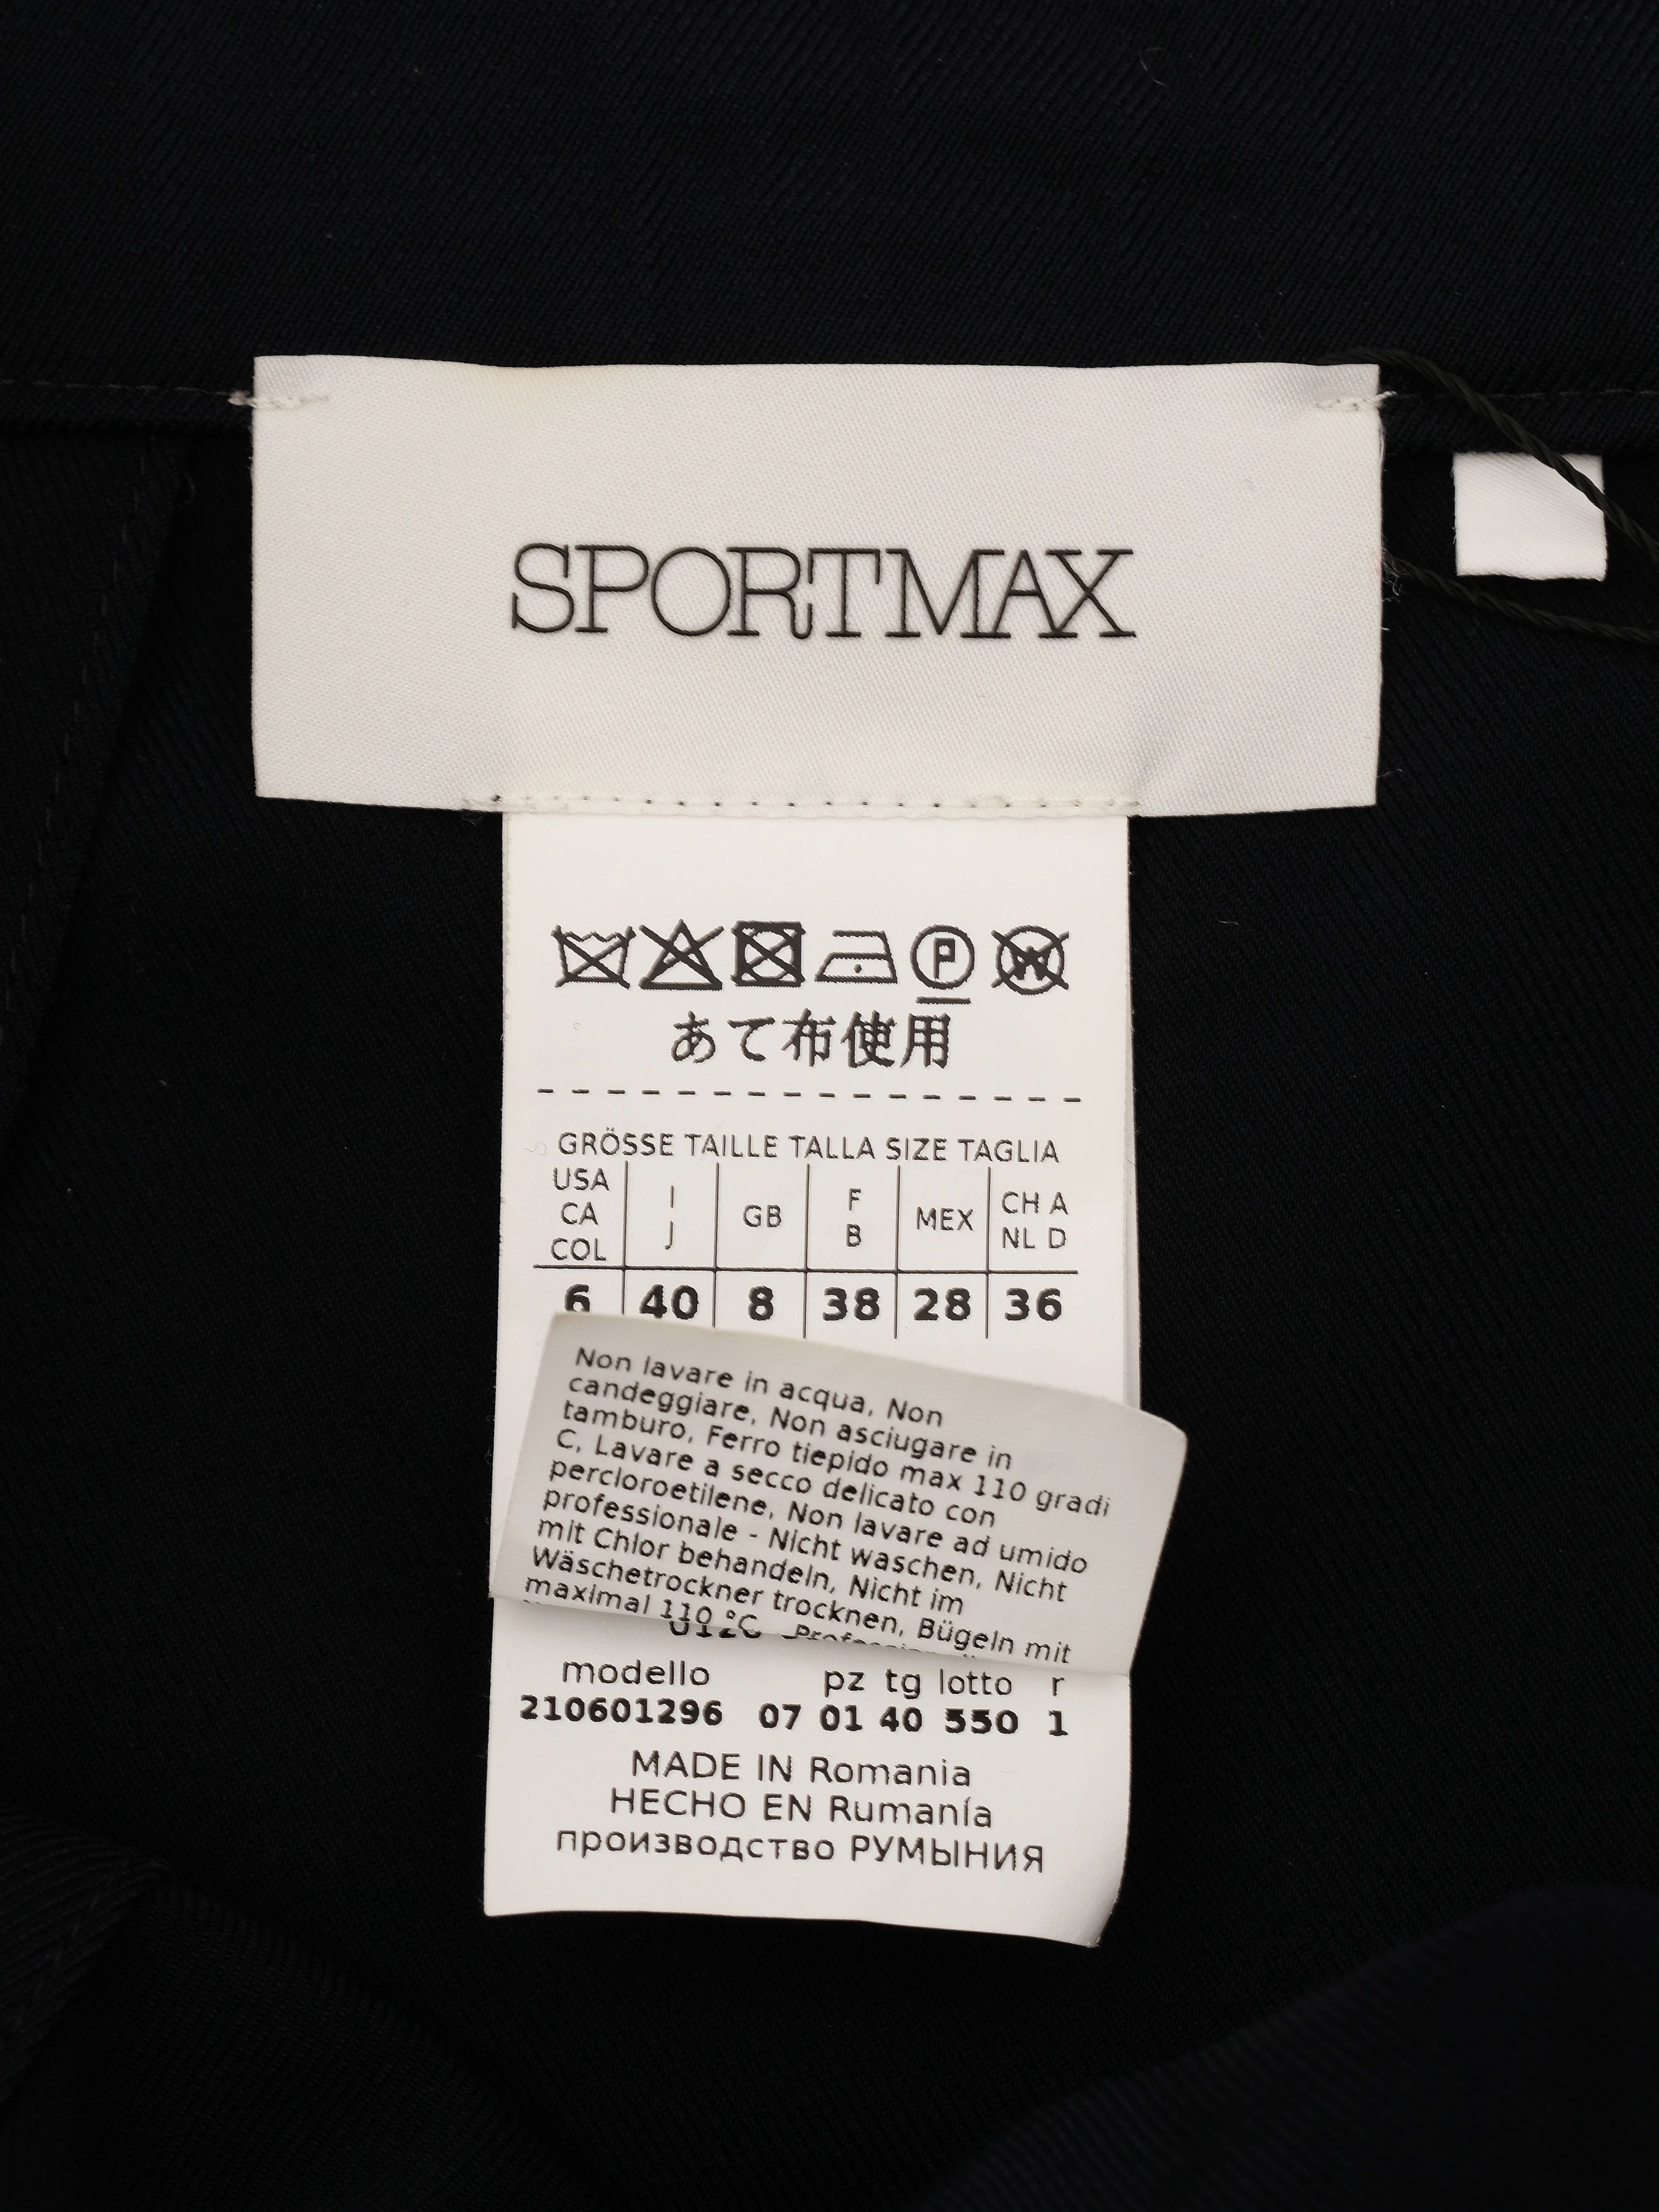 SPORTMAX
P W
あて布使用
GRÖSSE TAILLE TALLA SIZE TAGLIA
USA CA COL I J GB F B MEX CH A NL D
6 40 8 38 28 36
Non lavare in acqua, Non
candeggiare, Non asciugare in
tamburo, Ferro tiepido max 110 gradi
C, Lavare a secco delicato con
percloroetilene, Non lavare ad umido
professionale - Nicht waschen, Nicht
mit Chlor behandeln, Nicht im
Wäschetrockner trocknen, Bügeln mit
maximal 110 °C
modello pz tg lotto r
210601296 07 01 40 550 1
MADE IN Romania
HECHO EN Rumanía
производство РУМЫНИЯ